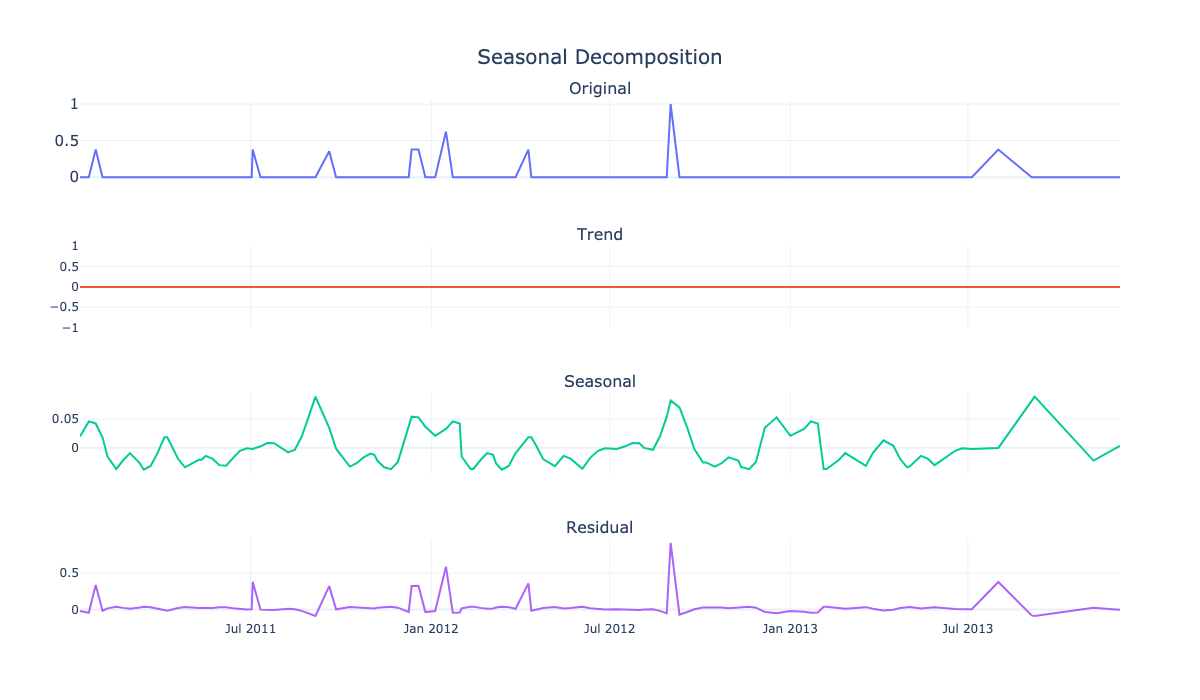 Seasonal Decomposition
Original
1
0.5
0
Trend
1
0.5
0
−0.5
−1
Seasonal
0.05
0
Residual
0.5
0
Jul 2011 Jan 2012 Jul 2012 Jan 2013 Jul 2013